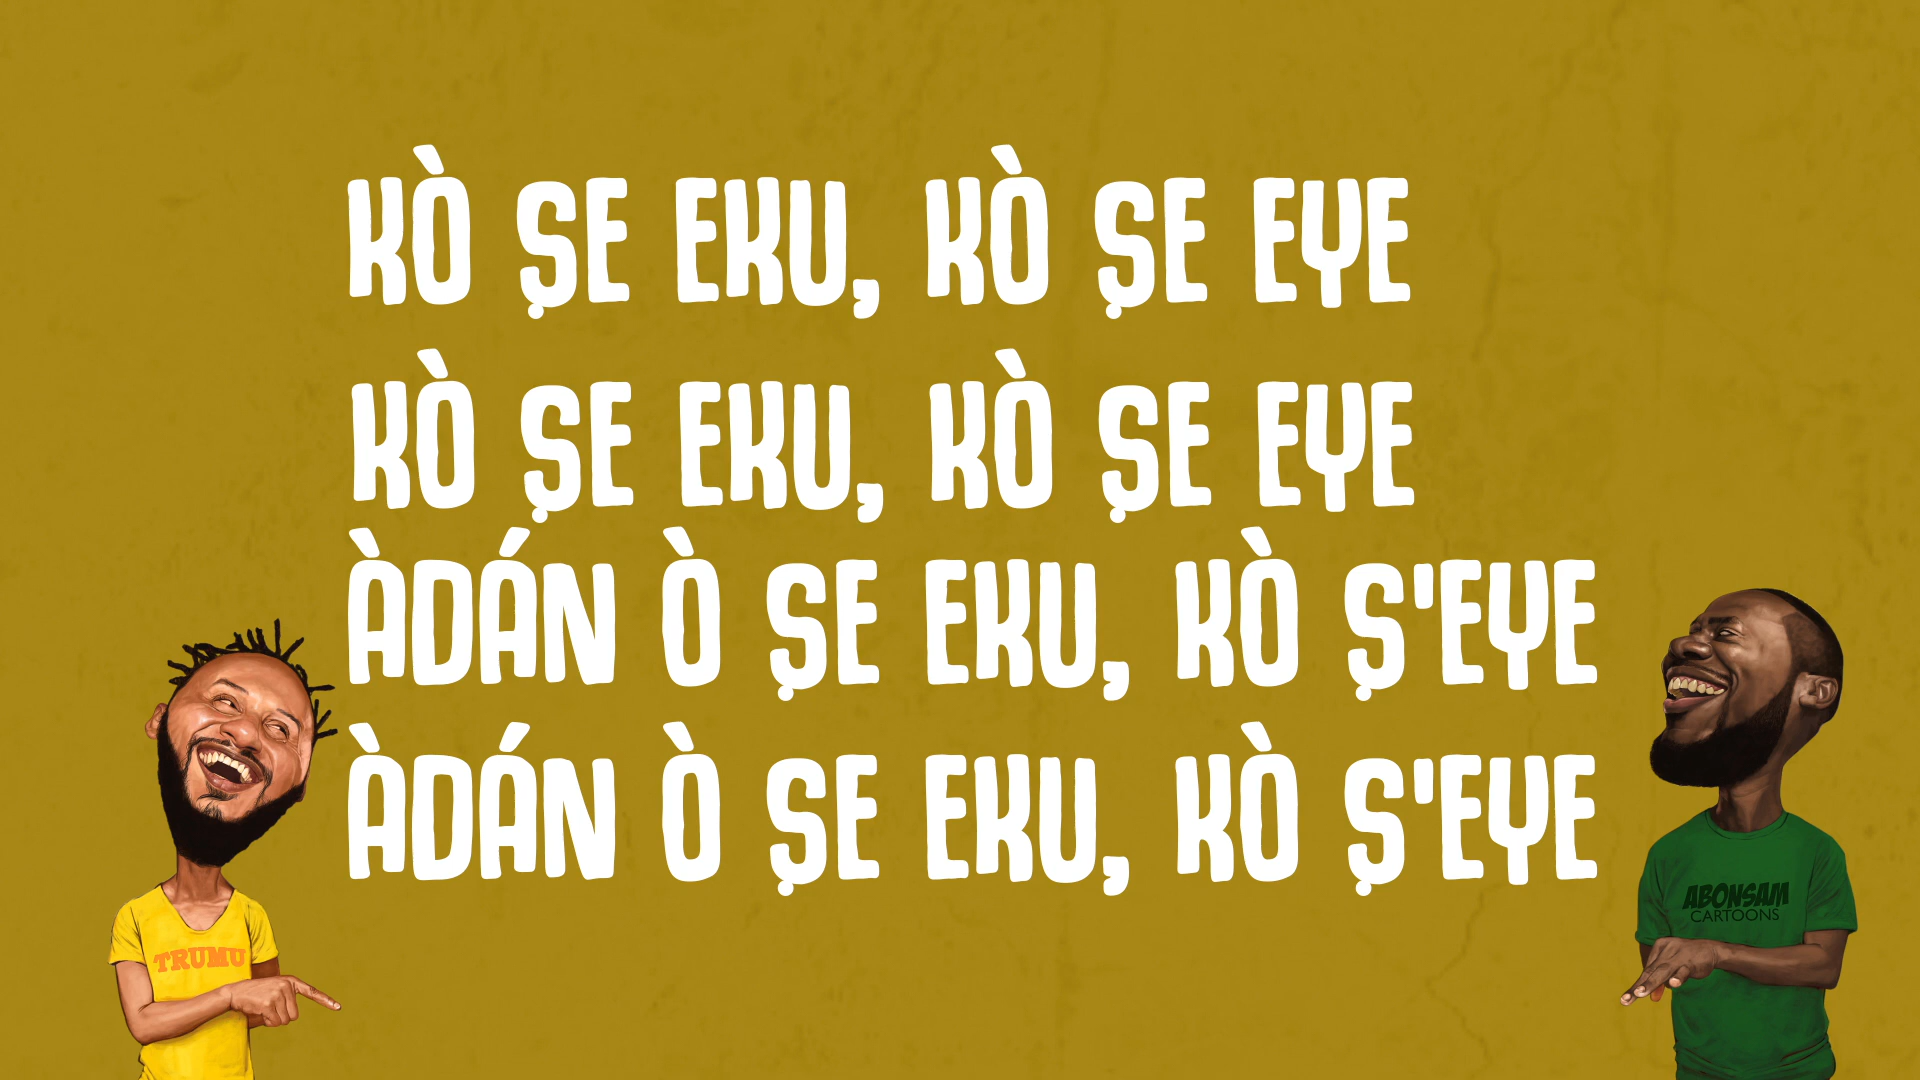 KÒ ṢE EKU, KÒ ṢE EYE
KÒ ṢE EKU, KÒ ṢE EYE
ÀDÁN Ò ṢE EKU, KÒ Ṣ'EYE
ÀDÁN Ò ṢE EKU, KÒ Ṣ'EYE
TRUMU
ABONSAM
CARTOONS